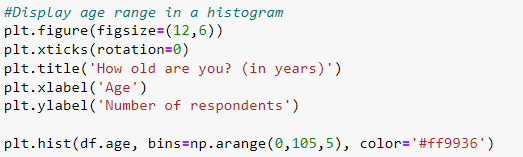 #Display age range in a histogram
plt.figure(figsize=(12,6))
plt.xticks(rotation=0)
plt.title('How old are you? (in years)')
plt.xlabel('Age')
plt.ylabel('Number of respondents')
plt.hist(df.age, bins=np.arange(0,105,5), color='#ff9936')